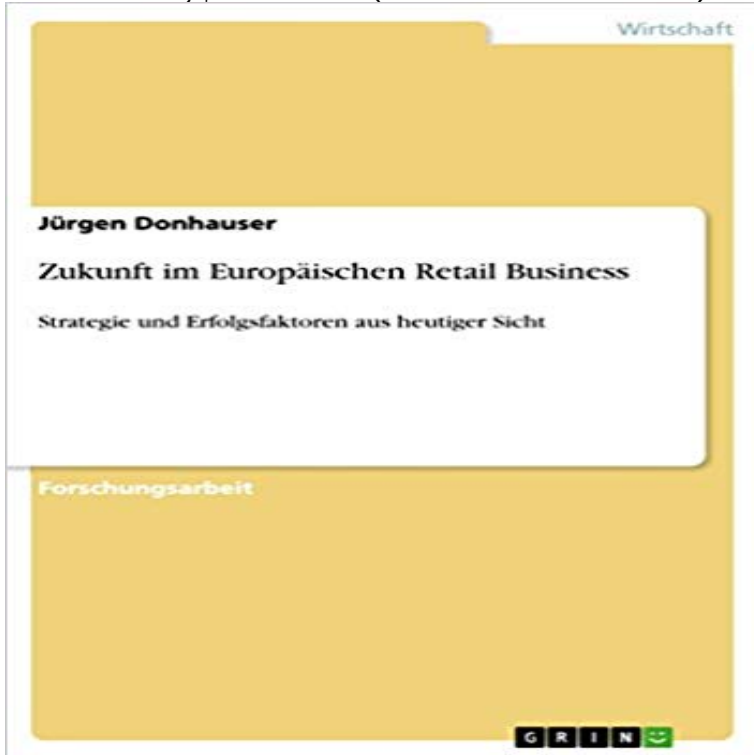 Wirtschaft
Jürgen Donhauser
Zukunft im Europäischen Retail Business
Strategie und Erfolgsfaktoren aus heutiger Sicht
Forschungsarbeit
GRIN